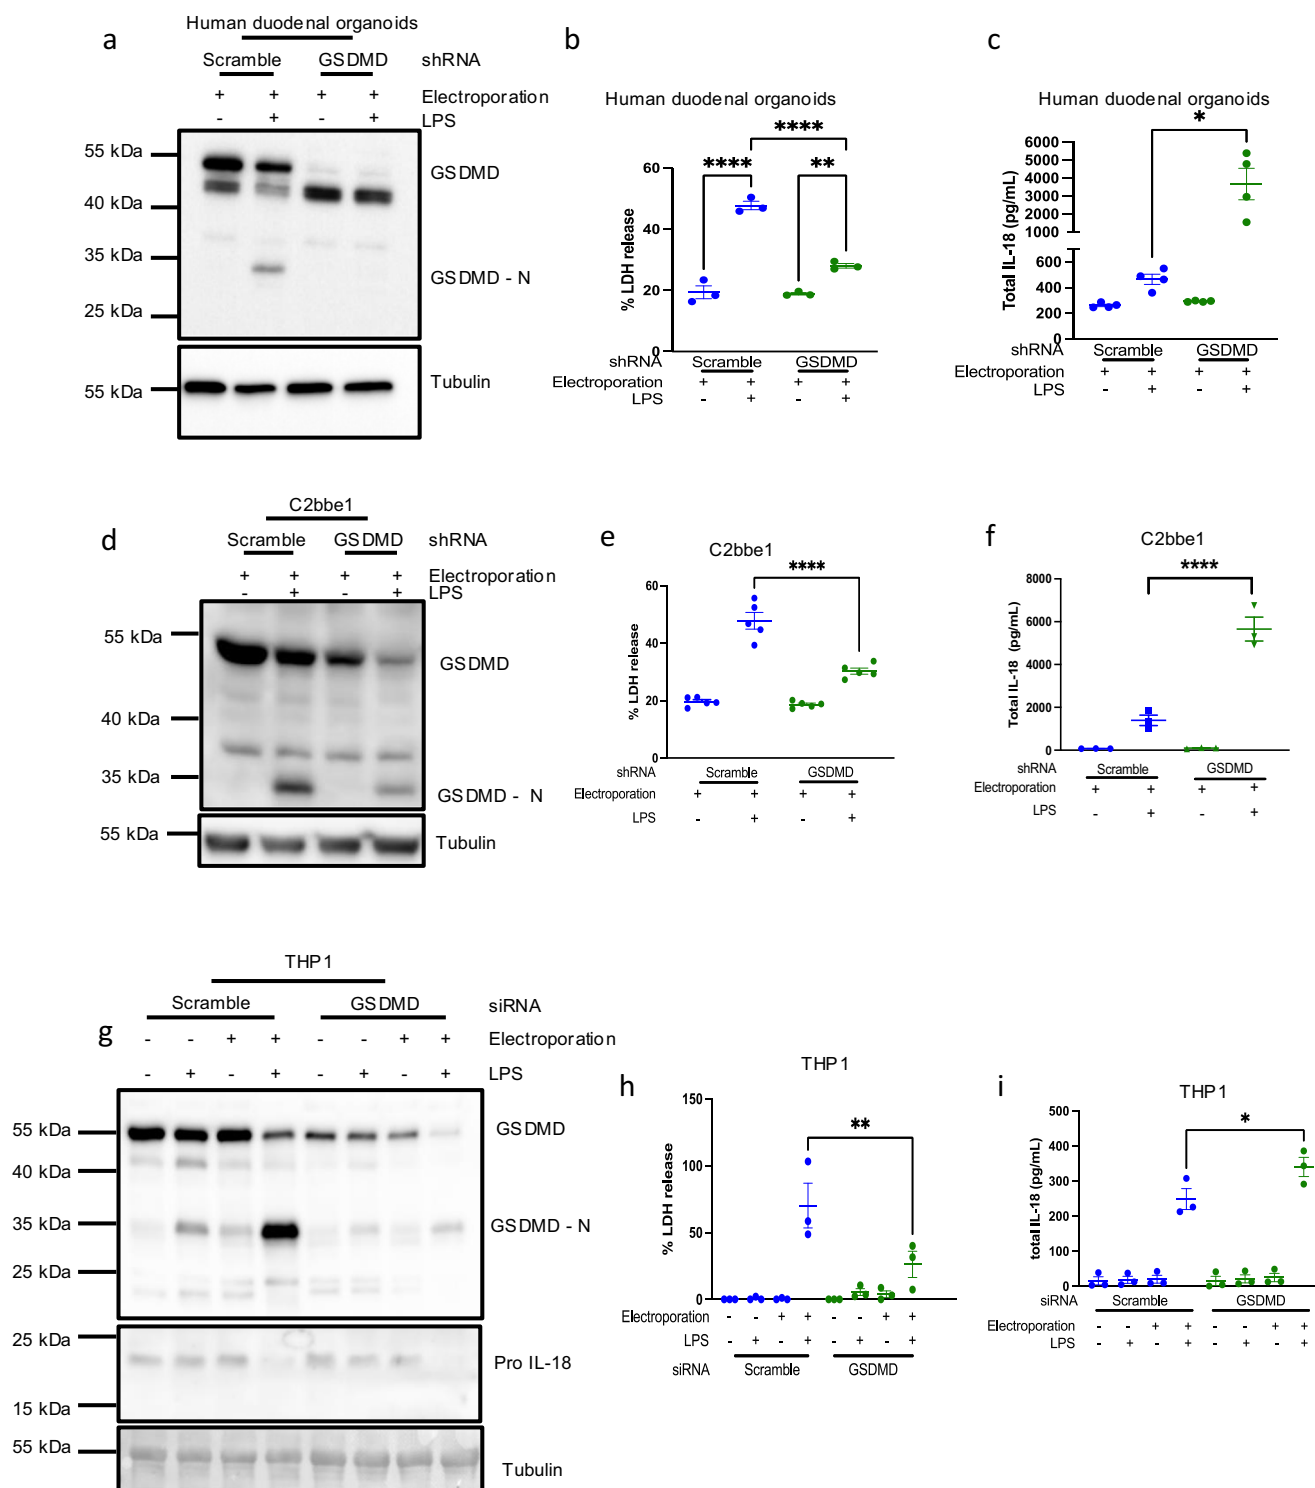 a
Human duodenal organoids
Scramble GSDMD shRNA
+ + + + Electroporation
- + - + LPS
55 kDa
GSDMD
40 kDa
35 kDa
GSDMD - N
25 kDa
55 kDa
Tubulin
b
Human duodenal organoids
**** **** **
% LDH release
60
40
20
0
shRNA Scramble GSDMD
Electroporation + + + +
LPS - + - +
c
Human duodenal organoids
*
Total IL-18 (pg/mL)
6000
5000
4000
3000
2000
1000
600
400
200
0
shRNA Scramble GSDMD
Electroporation + + + +
LPS - + - +
d
C2bbe1
Scramble GSDMD shRNA
+ + + + Electroporation
- + - + LPS
55 kDa
GSDMD
40 kDa
35 kDa
GSDMD - N
55 kDa
Tubulin
e
C2bbe1
****
% LDH release
60
40
20
0
shRNA Scramble GSDMD
Electroporation + + + +
LPS - + - +
f
C2bbe1
****
Total IL-18 (pg/mL)
8000
6000
4000
2000
0
shRNA Scramble GSDMD
Electroporation + + + +
LPS - + - +
g
THP1
Scramble GSDMD siRNA
- - + + - - + + Electroporation
- + - + - + - + LPS
55 kDa
GSDMD
40 kDa
35 kDa
GSDMD - N
25 kDa
25 kDa
Pro IL-18
15 kDa
55 kDa
Tubulin
h
THP1
**
% LDH release
150
100
50
0
Electroporation - - + + - - + +
LPS - + - + - + - +
siRNA Scramble GSDMD
i
THP1
*
total IL-18 (pg/mL)
500
400
300
200
100
0
siRNA Scramble GSDMD
Electroporation - - + + - - + +
LPS - + - + - + - +